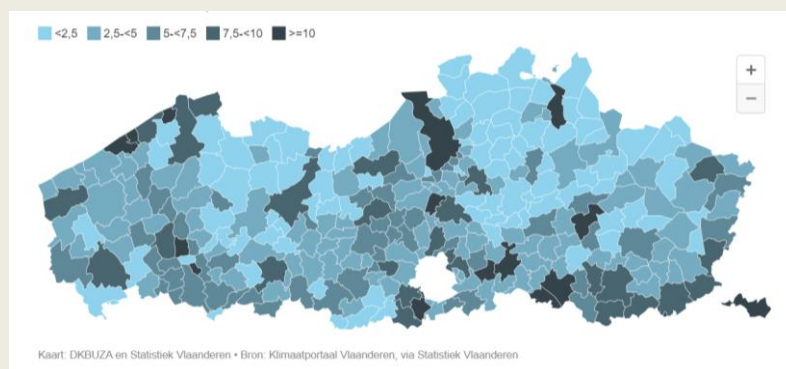 <2,5 2,5-<5 5-<7,5 7,5-<10 >=10
+
−
Kaart: DKBUZA en Statistiek Vlaanderen • Bron: Klimaatportaal Vlaanderen, via Statistiek Vlaanderen